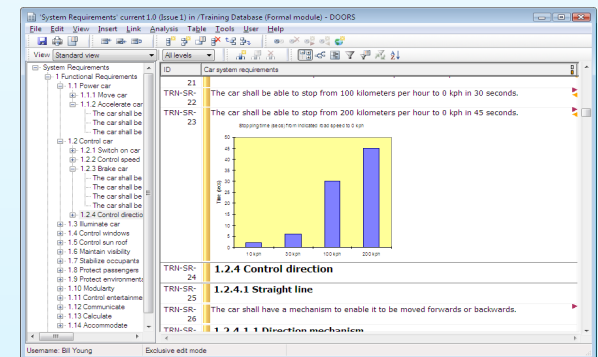 'System Requirements' current 1.0 (Issue 1) in /Training Database (Formal module) - DOORS
File Edit View Insert Link Analysis Table Tools User Help
View Standard view All levels
System Requirements
1 Functional Requirements
1.1 Power car
1.1.1 Move car
1.1.2 Accelerate car
The car shall be
The car shall be
The car shall be
1.2 Control car
1.2.1 Switch on car
1.2.2 Control speed
1.2.3 Brake car
The car shall be
The car shall be
The car shall be
The car shall be
1.2.4 Control directio
1.3 Illuminate car
1.4 Control windows
1.5 Control sun roof
1.6 Maintain visibility
1.7 Stabilize occupants
1.8 Protect passengers
1.9 Protect environment
1.10 Modularity
1.11 Control entertainme
1.12 Communicate
1.13 Calculate
1.14 Accommodate
ID Car system requirements
21
TRN-SR-22 The car shall be able to stop from 100 kilometers per hour to 0 kph in 30 seconds.
TRN-SR-23 The car shall be able to stop from 200 kilometers per hour to 0 kph in 45 seconds.
Stopping time (secs) from indicated load speed to 0 kph
Time (secs)
50
45
40
35
30
25
20
15
10
5
0
10 kph 50 kph 100 kph 200 kph
TRN-SR-24 1.2.4 Control direction
TRN-SR-25 1.2.4.1 Straight line
TRN-SR-26 The car shall have a mechanism to enable it to be moved forwards or backwards.
TRN-SR- 1.2.4.1.1 Direction mechanism
Username: Bill Young Exclusive edit mode